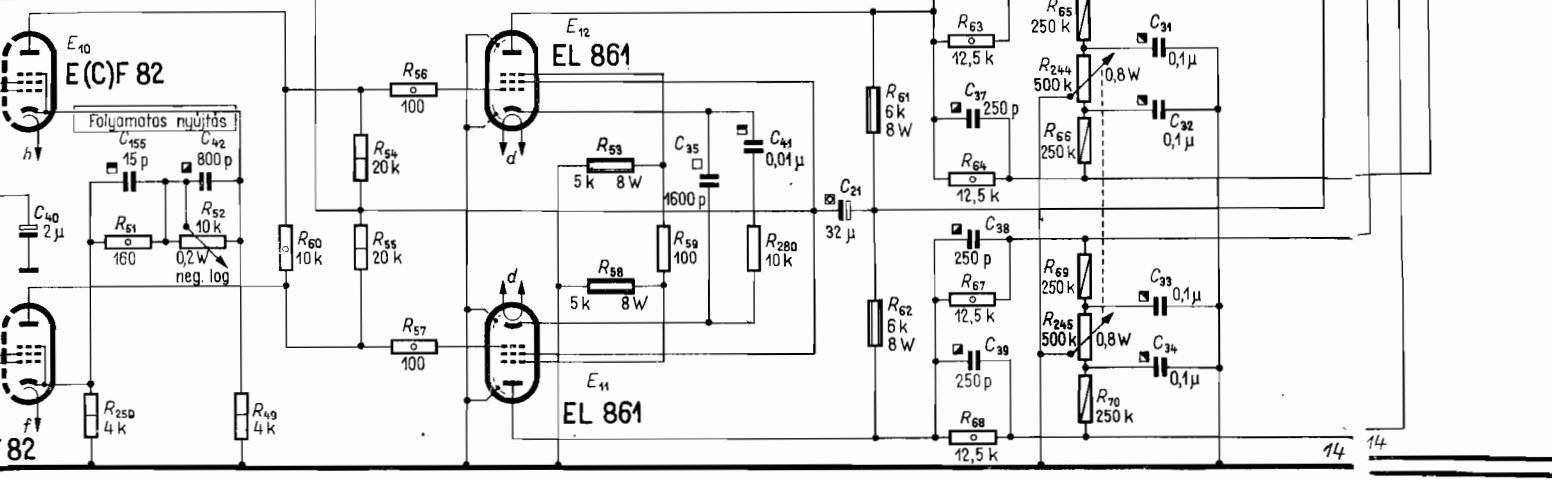 E10
E(C)F 82
h
Folyamatos nyújtás
C155
15 p
C42
800 p
C40
2 µ
R51
160
R52
10 k
0,2 W
neg. log
R60
10 k
f
82
R250
4 k
R49
4 k
R56
100
R54
20 k
R55
20 k
R57
100
E12
EL 861
d
R53
5 k 8 W
C35
1600 p
C41
0,01 µ
R59
100
R280
10 k
R58
5 k 8 W
d
E11
EL 861
C21
32 µ
R61
6 k
8 W
R62
6 k
8 W
R63
12,5 k
C37
250 p
R64
12,5 k
C38
250 p
R67
12,5 k
C39
250 p
R68
12,5 k
R65
250 k
R244
500 k
0,8 W
R66
250 k
C31
0,1 µ
C32
0,1 µ
R69
250 k
R245
500 k
0,8 W
R70
250 k
C33
0,1 µ
C34
0,1 µ
14
14